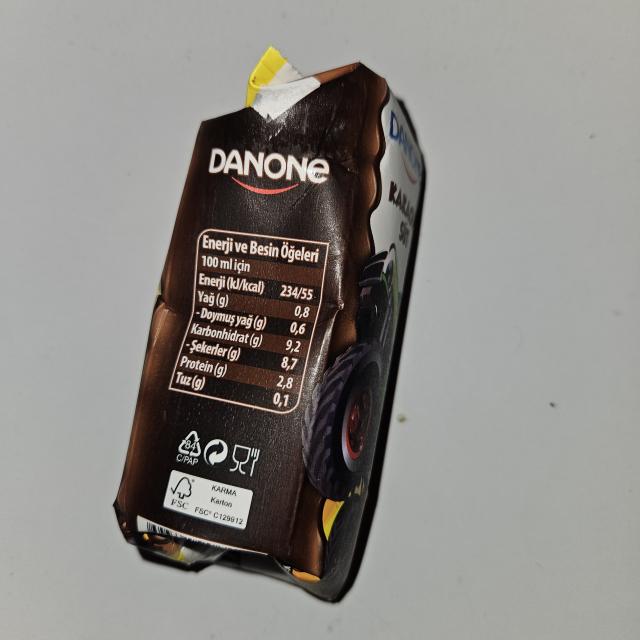 DANONE
Enerji ve Besin Öğeleri
100 ml için
Enerji (kJ/kcal) 234/55
Yağ (g) 0,8
-Doymuş yağ (g) 0,6
Karbonhidrat (g) 9,2
-Şekerler (g) 8,7
Protein (g) 2,8
Tuz (g) 0,1
84
C/PAP
FSC
KARMA
Karton
FSC® C129912